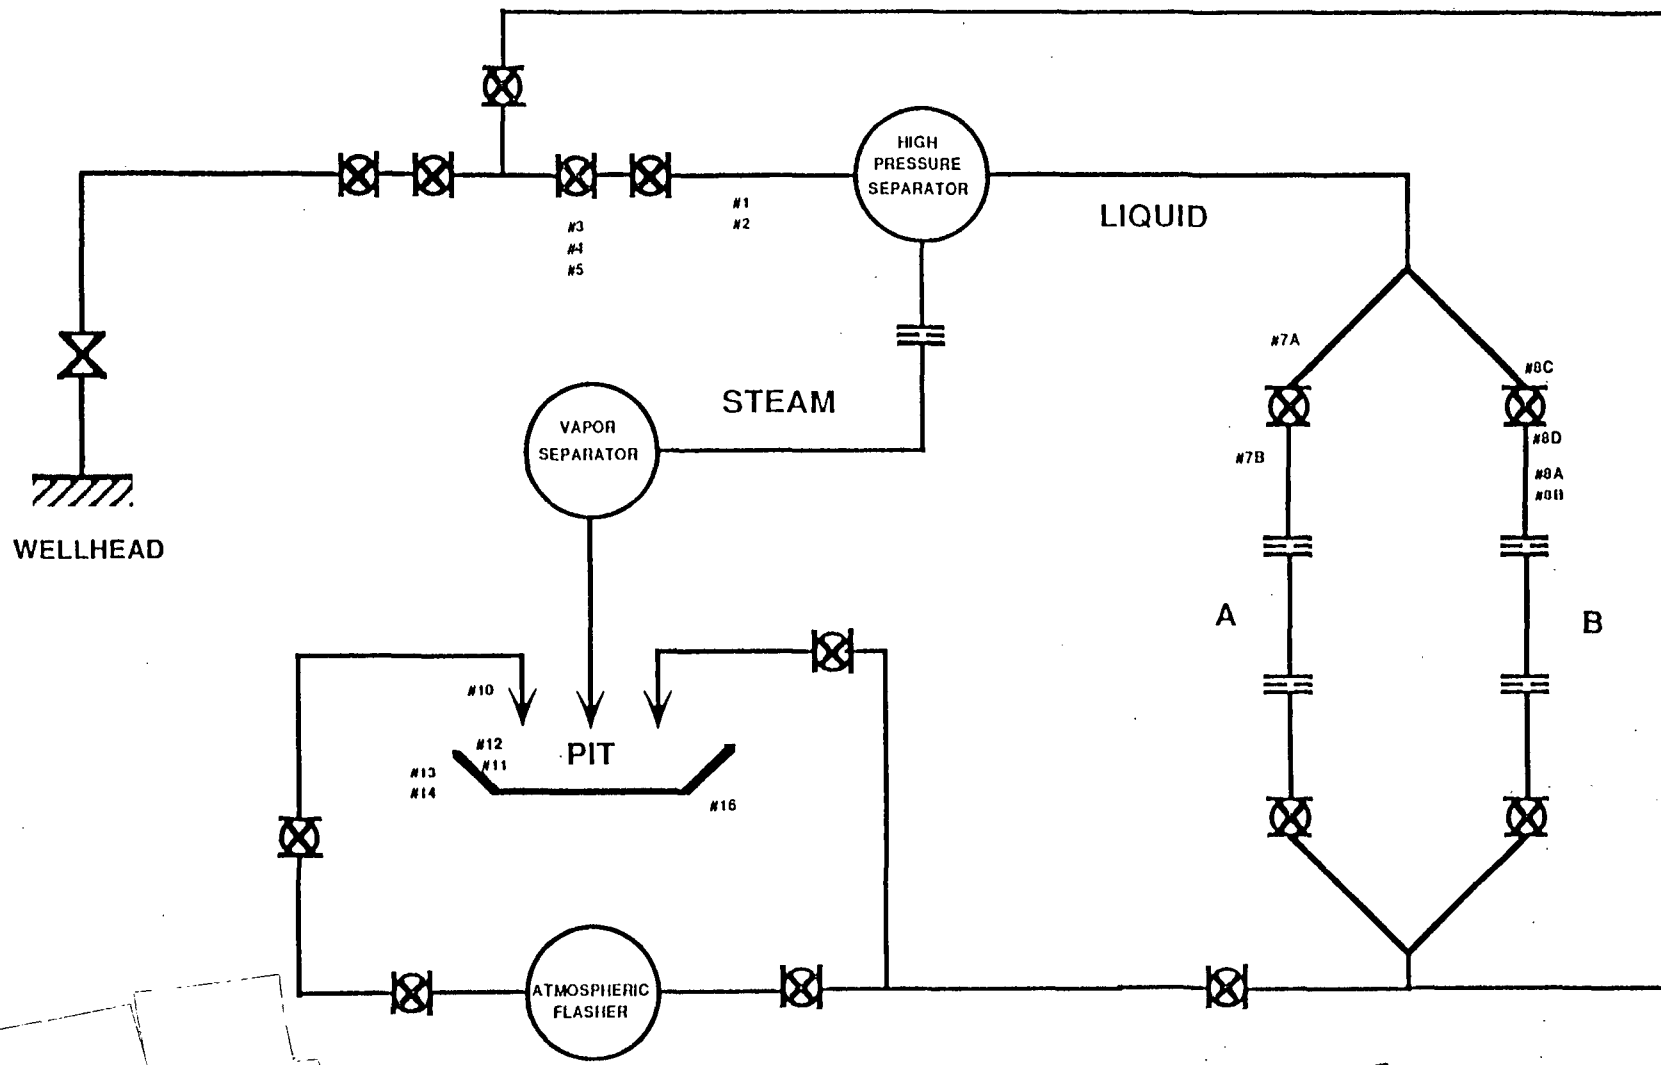 HIGH
PRESSURE
SEPARATOR
#1
#2
LIQUID
#3
#4
#5
#7A
#8C
STEAM
VAPOR
SEPARATOR
#8D
#7B
#8A
#8B
WELLHEAD
A
B
#10
#12
PIT
#11
#13
#14
#16
ATMOSPHERIC
FLASHER